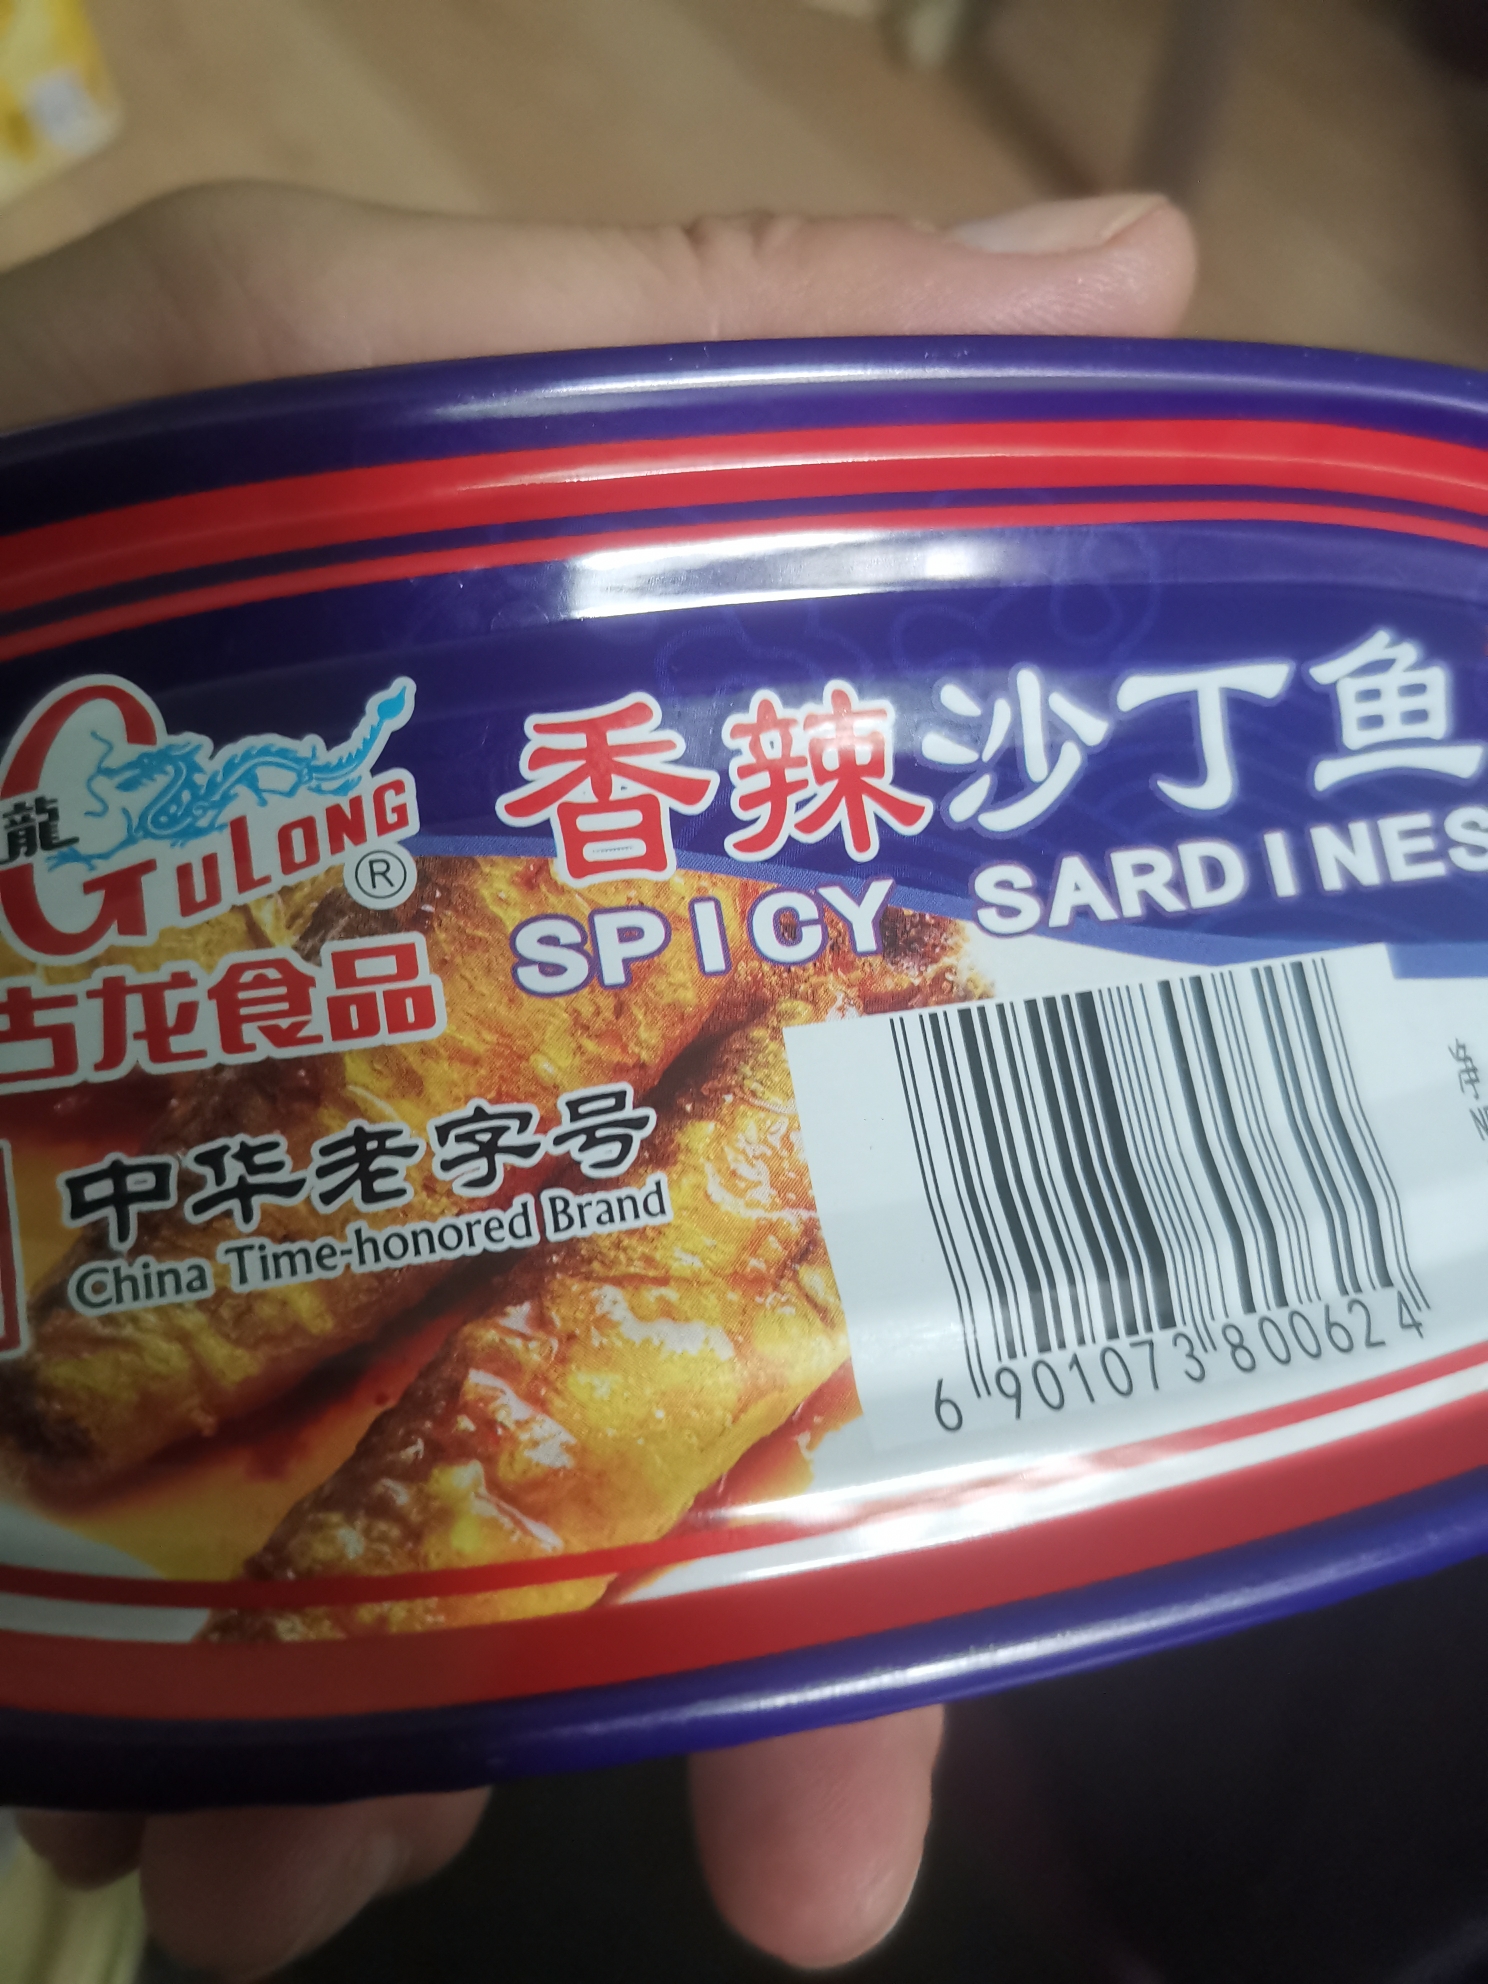 香辣沙丁鱼
SPICY SARDINES
龍
GULONG
®
古龙食品
中华老字号
China Time-honored Brand
6 901073 800624